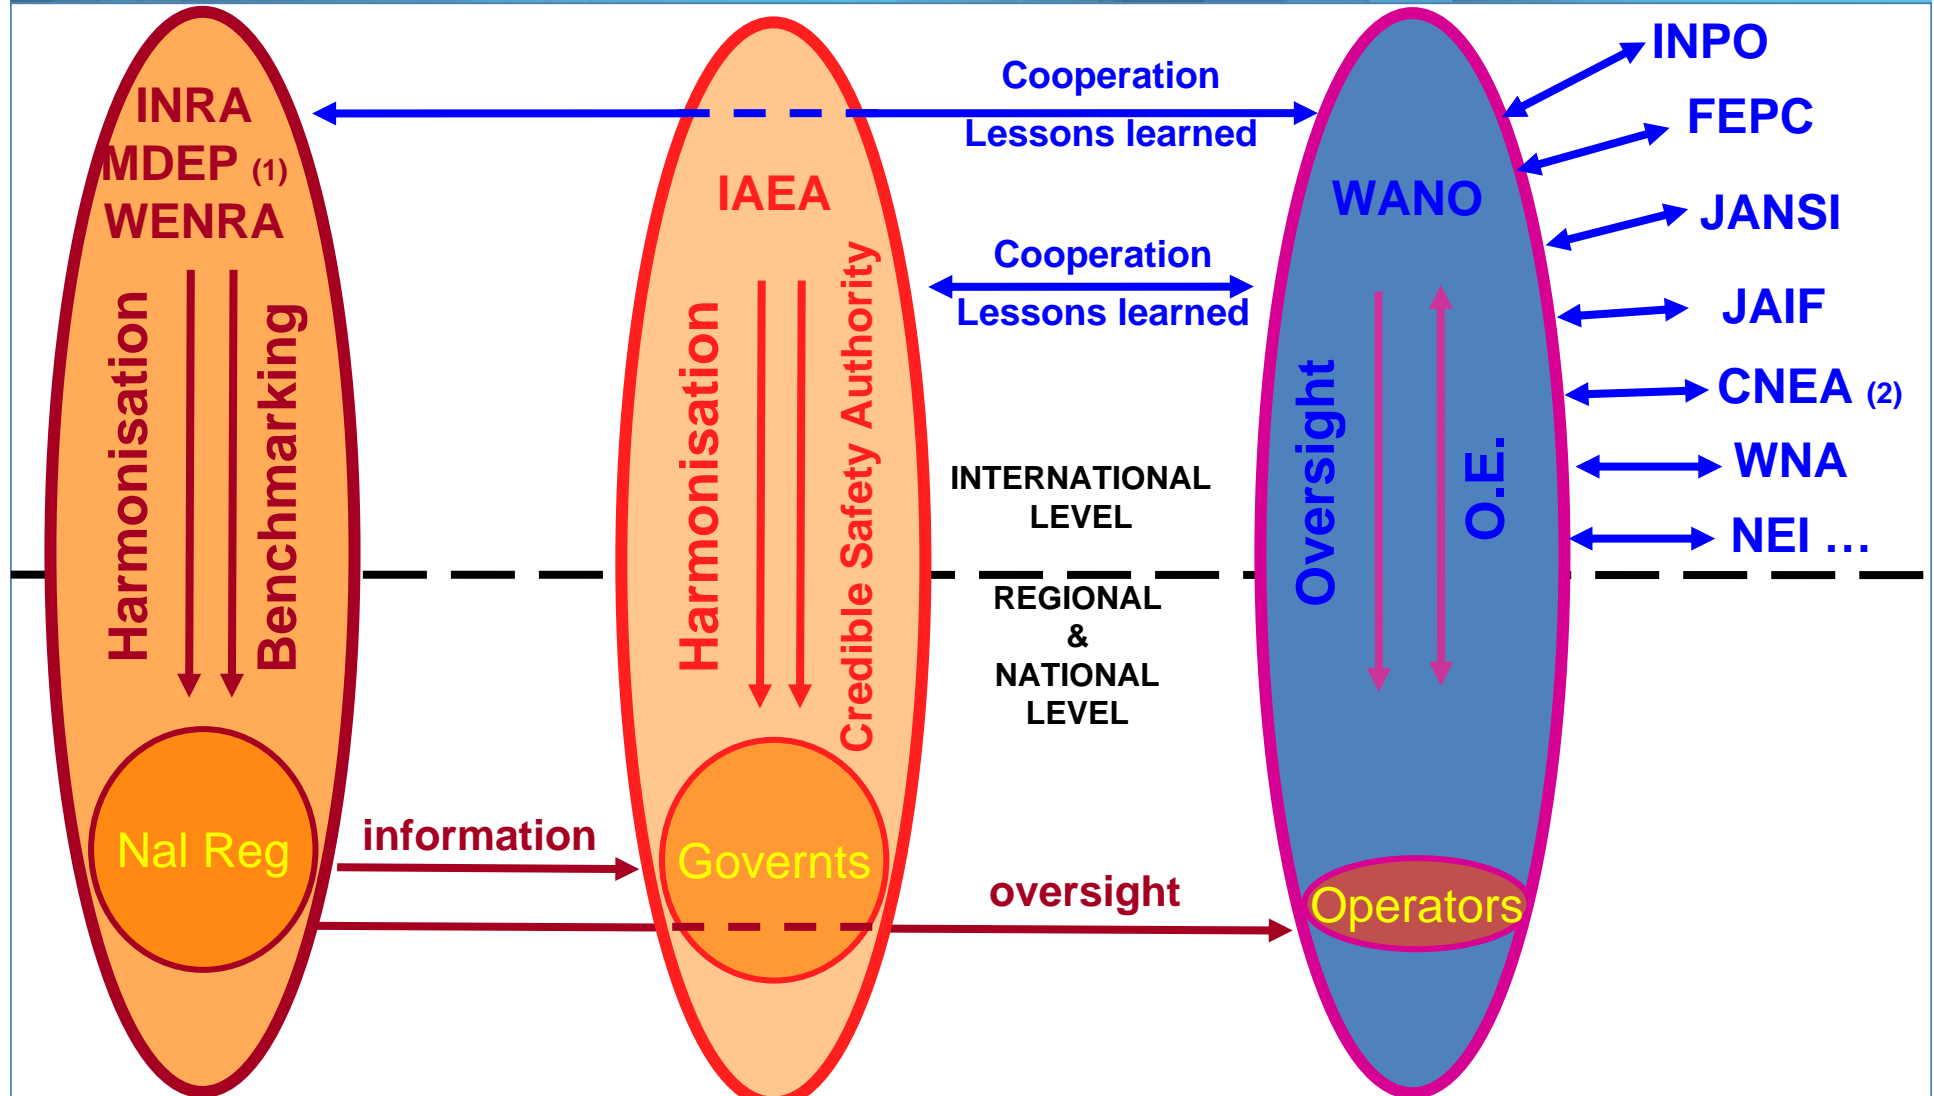 INRA
MDEP (1)
WENRA
Harmonisation
Benchmarking
Nal Reg
information
IAEA
Harmonisation
Credible Safety Authority
Governts
Cooperation
Lessons learned
Cooperation
Lessons learned
INTERNATIONAL
LEVEL
REGIONAL
&
NATIONAL
LEVEL
oversight
WANO
Oversight
O.E.
Operators
INPO
FEPC
JANSI
JAIF
CNEA (2)
WNA
NEI …